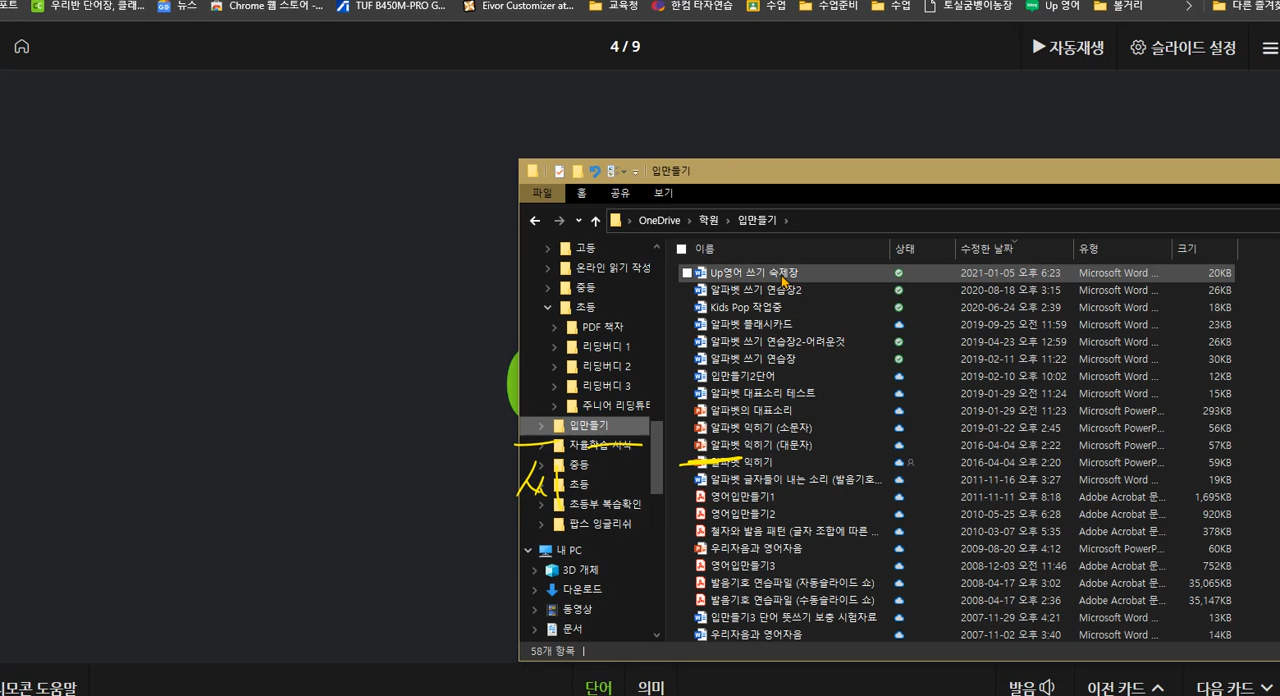 포트 우리반 단어장, 클래... 뉴스 Chrome 웹 스토어 -... TUF B450M-PRO G... Eivor Customizer at... 교육청 한컴 타자연습 수업 수업준비 수업 토실궁뱅이농장 Up 영어 볼거리 다른 즐겨찾
4 / 9 자동재생 슬라이드 설정
입만들기
파일 홈 공유 보기
OneDrive 학원 입만들기
고등 이름 상태 수정한 날짜 유형 크기
온라인 읽기 작성
중등
초등
PDF 책자
리딩버디 1
리딩버디 2
리딩버디 3
주니어 리딩튜터
입만들기
자율학습 서식
중등
초등
초등부 복습확인
팝스 잉글리쉬
내 PC
3D 개체
다운로드
동영상
문서
Up영어 쓰기 숙제장 2021-01-05 오후 6:23 Microsoft Word ... 20KB
알파벳 쓰기 연습장2 2020-08-18 오후 3:15 Microsoft Word ... 26KB
Kids Pop 작업중 2020-06-24 오후 2:39 Microsoft Word ... 18KB
알파벳 플래시카드 2019-09-25 오전 11:59 Microsoft Word ... 23KB
알파벳 쓰기 연습장2-어려운것 2019-04-23 오후 12:59 Microsoft Word ... 26KB
알파벳 쓰기 연습장 2019-02-11 오후 11:22 Microsoft Word ... 30KB
입만들기2단어 2019-02-10 오후 10:02 Microsoft Word ... 12KB
알파벳 대표소리 테스트 2019-01-29 오전 11:24 Microsoft Word ... 15KB
알파벳의 대표소리 2019-01-29 오전 11:23 Microsoft PowerP... 293KB
알파벳 익히기 (소문자) 2019-01-22 오후 2:45 Microsoft PowerP... 56KB
알파벳 익히기 (대문자) 2016-04-04 오후 2:22 Microsoft PowerP... 57KB
알파벳 익히기 2016-04-04 오후 2:20 Microsoft PowerP... 59KB
알파벳 글자들이 내는 소리 (발음기호... 2011-11-16 오후 3:27 Microsoft Word ... 19KB
영어입만들기1 2011-11-11 오후 8:18 Adobe Acrobat 문... 1,695KB
영어입만들기2 2010-05-25 오후 6:28 Adobe Acrobat 문... 920KB
철자와 발음 패턴 (글자 조합에 따른 ... 2010-03-07 오후 5:35 Adobe Acrobat 문... 378KB
우리자음과 영어자음 2009-08-20 오후 4:12 Microsoft PowerP... 60KB
영어입만들기3 2008-12-03 오전 11:46 Adobe Acrobat 문... 752KB
발음기호 연습파일 (자동슬라이드 쇼) 2008-04-17 오후 3:02 Adobe Acrobat 문... 35,065KB
발음기호 연습파일 (수동슬라이드 쇼) 2008-04-17 오후 2:36 Adobe Acrobat 문... 35,147KB
입만들기3 단어 뜻쓰기 보충 시험자료 2007-11-29 오후 4:21 Microsoft Word ... 13KB
우리자음과 영어자음 2007-11-02 오후 3:40 Microsoft Word ... 14KB
58개 항목
리모콘 도움말 단어 의미 발음 이전 카드 다음 카드